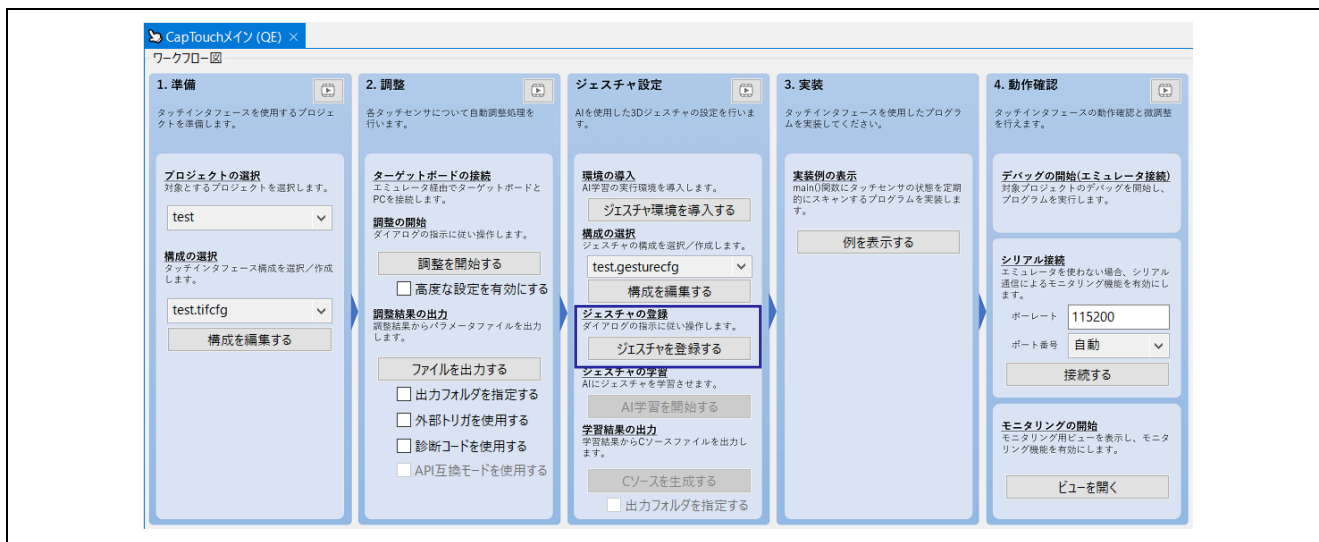 CapTouchメイン (QE)
ワークフロー図
1. 準備
タッチインタフェースを使用するプロジェ
クトを準備します。
プロジェクトの選択
対象とするプロジェクトを選択します。
test
構成の選択
タッチインタフェース構成を選択／作成
します。
test.tifcfg
構成を編集する
2. 調整
各タッチセンサについて自動調整処理を
行います。
ターゲットボードの接続
エミュレータ経由でターゲットボードと
PCを接続します。
調整の開始
ダイアログの指示に従い操作します。
調整を開始する
高度な設定を有効にする
調整結果の出力
調整結果からパラメータファイルを出力
します。
ファイルを出力する
出力フォルダを指定する
外部トリガを使用する
診断コードを使用する
API互換モードを使用する
ジェスチャ設定
AIを使用した3Dジェスチャの設定を行いま
す。
環境の導入
AI学習の実行環境を導入します。
ジェスチャ環境を導入する
構成の選択
ジェスチャの構成を選択／作成します。
test.gesturecfg
構成を編集する
ジェスチャの登録
ダイアログの指示に従い操作します。
ジェスチャを登録する
ジェスチャの学習
AIにジェスチャを学習させます。
AI学習を開始する
学習結果の出力
学習結果からCソースファイルを出力し
ます。
Cソースを生成する
出力フォルダを指定する
3. 実装
タッチインタフェースを使用したプログラ
ムを実装してください。
実装例の表示
main()関数にタッチセンサの状態を定期
的にスキャンするプログラムを実装しま
す。
例を表示する
4. 動作確認
タッチインタフェースの動作確認と微調整
を行えます。
デバッグの開始(エミュレータ接続)
対象プロジェクトのデバッグを開始し、
プログラムを実行します。
シリアル接続
エミュレータを使わない場合、シリアル
通信によるモニタリング機能を有効にし
ます。
ボーレート 115200
ポート番号 自動
接続する
モニタリングの開始
モニタリング用ビューを表示し、モニタ
リング機能を有効にします。
ビューを開く